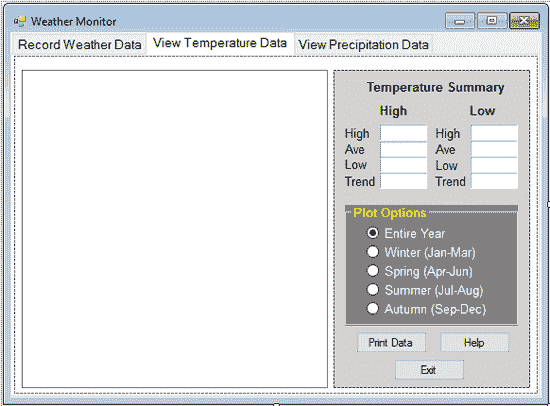 Weather Monitor
Record Weather Data View Temperature Data View Precipitation Data
Temperature Summary
High Low
High High
Ave Ave
Low Low
Trend Trend
Plot Options
Entire Year
Winter (Jan-Mar)
Spring (Apr-Jun)
Summer (Jul-Aug)
Autumn (Sep-Dec)
Print Data Help
Exit